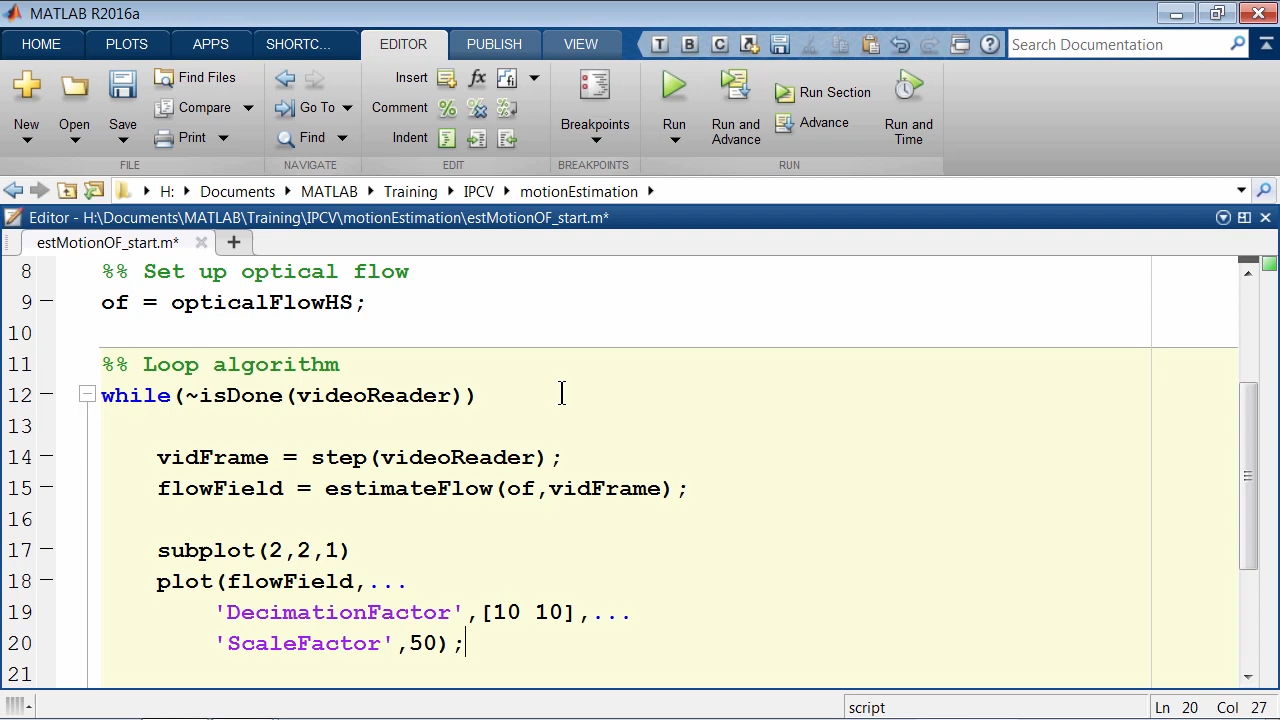 MATLAB R2016a
HOME PLOTS APPS SHORTC... EDITOR PUBLISH VIEW T B C Search Documentation
Find Files Insert fx
Compare Go To Comment % Run Section
New Open Save Print Find Indent Breakpoints Run Run and Advance Advance Run and Time
FILE NAVIGATE EDIT BREAKPOINTS RUN
H: Documents MATLAB Training IPCV motionEstimation
Editor - H:\Documents\MATLAB\Training\IPCV\motionEstimation\estMotionOF_start.m*
estMotionOF_start.m*
8 %% Set up optical flow
9 of = opticalFlowHS;
10
11 %% Loop algorithm
12 while(~isDone(videoReader))
13
14 vidFrame = step(videoReader);
15 flowField = estimateFlow(of,vidFrame);
16
17 subplot(2,2,1)
18 plot(flowField,...
19 'DecimationFactor',[10 10],...
20 'ScaleFactor',50);
21
script Ln 20 Col 27